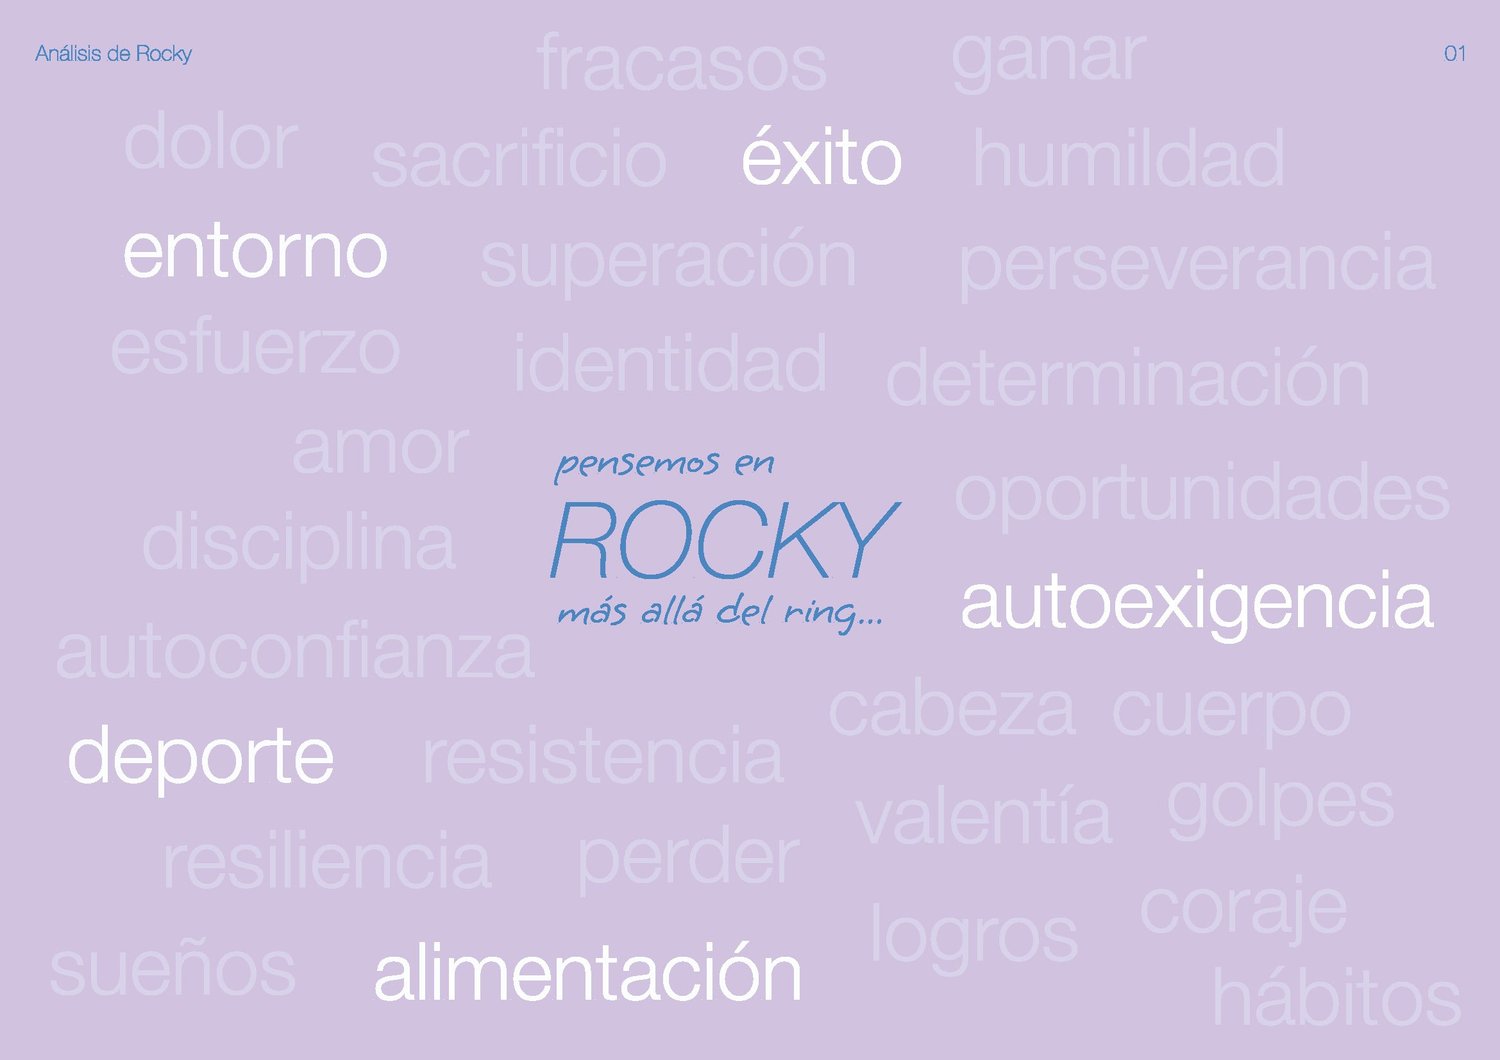 Análisis de Rocky
01
fracasos
ganar
dolor
sacrificio
éxito
humildad
entorno
superación
perseverancia
esfuerzo
identidad
determinación
amor
pensemos en
ROCKY
más allá del ring...
oportunidades
disciplina
autoexigencia
autoconfianza
cabeza
cuerpo
deporte
resistencia
valentía
golpes
resiliencia
perder
coraje
logros
sueños
alimentación
hábitos